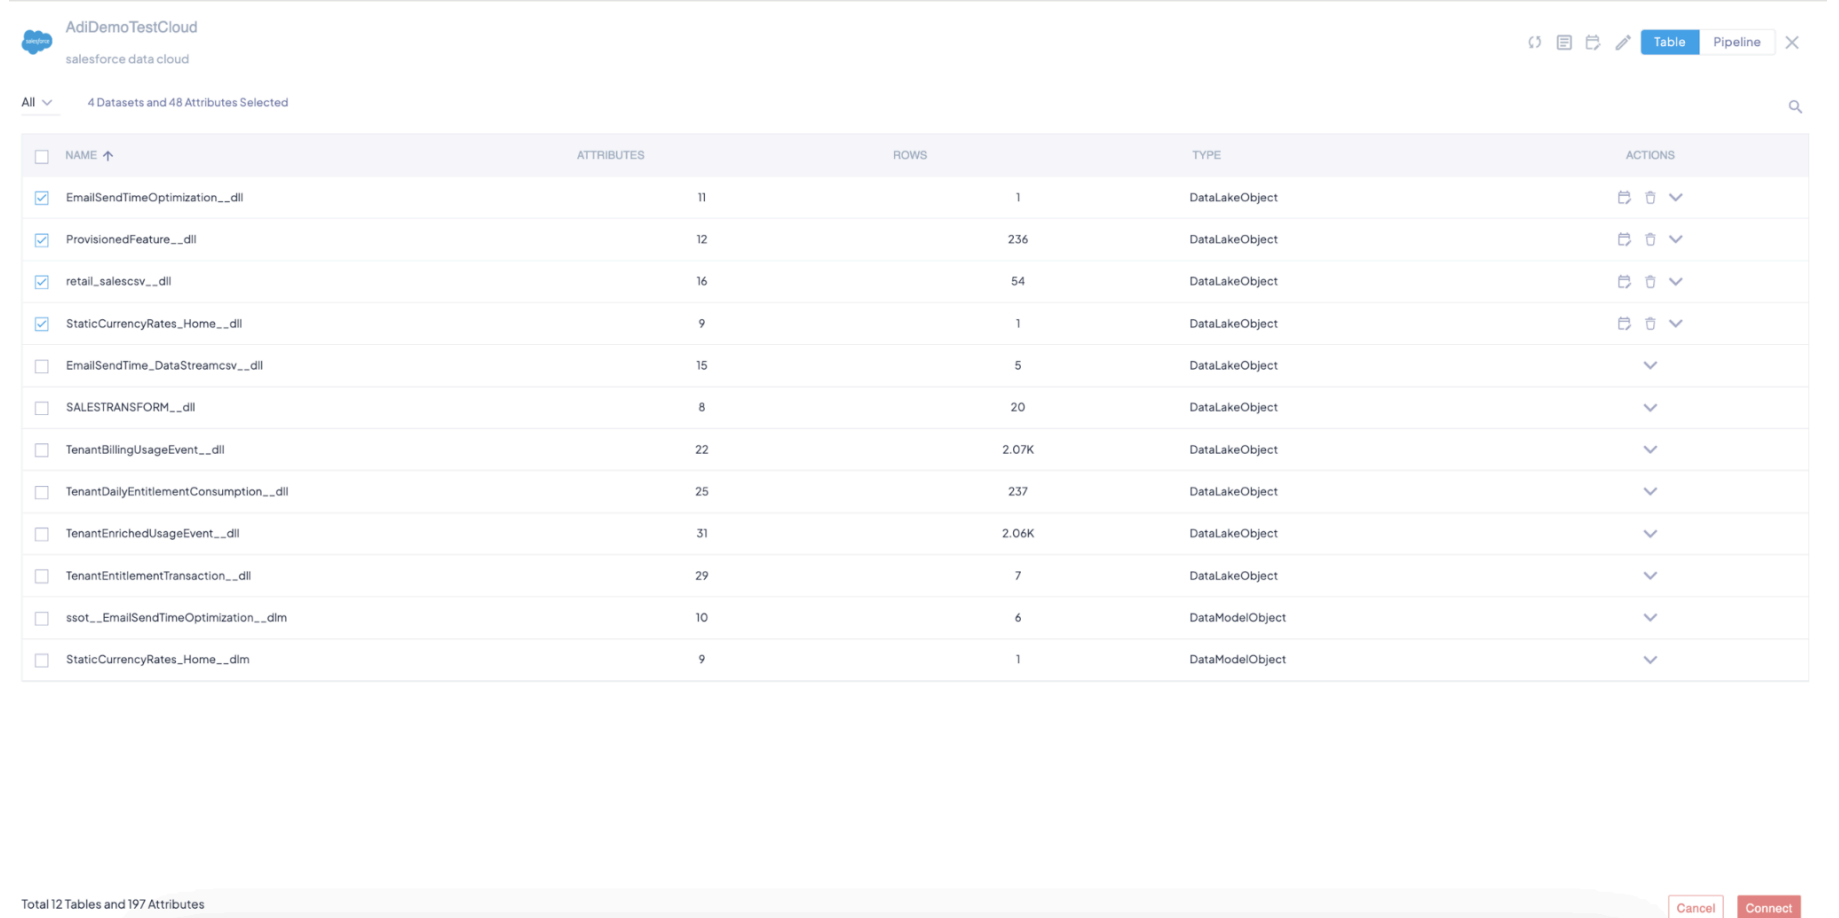 AdiDemoTestCloud
salesforce
salesforce data cloud
Table Pipeline
All 4 Datasets and 48 Attributes Selected
NAME ATTRIBUTES ROWS TYPE ACTIONS
EmailSendTimeOptimization__dll 11 1 DataLakeObject
ProvisionedFeature__dll 12 236 DataLakeObject
retail_salescsv__dll 16 54 DataLakeObject
StaticCurrencyRates_Home__dll 9 1 DataLakeObject
EmailSendTime_DataStreamcsv__dll 15 5 DataLakeObject
SALESTRANSFORM__dll 8 20 DataLakeObject
TenantBillingUsageEvent__dll 22 2.07K DataLakeObject
TenantDailyEntitlementConsumption__dll 25 237 DataLakeObject
TenantEnrichedUsageEvent__dll 31 2.06K DataLakeObject
TenantEntitlementTransaction__dll 29 7 DataLakeObject
ssot__EmailSendTimeOptimization__dlm 10 6 DataModelObject
StaticCurrencyRates_Home__dlm 9 1 DataModelObject
Total 12 Tables and 197 Attributes
Cancel Connect